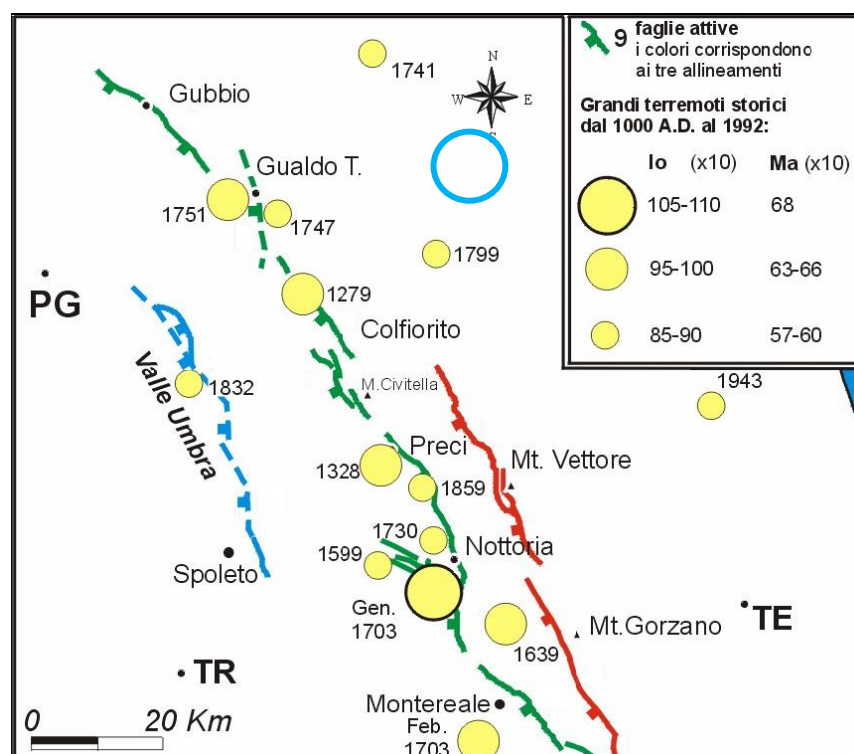 9 faglie attive
i colori corrispondono
ai tre allineamenti
Grandi terremoti storici
dal 1000 A.D. al 1992:
Io (x10) Ma (x10)
105-110 68
95-100 63-66
85-90 57-60
1741
N
W E
S
Gubbio
Gualdo T.
1751
1747
1799
PG
1279
Colfiorito
Valle Umbra
1832
M.Civitella
1943
Preci
1328
1859
Mt. Vettore
1730
1599
Nottoria
Spoleto
Gen.
1703
1639
Mt.Gorzano
TE
TR
Montereale
0 20 Km
Feb.
1703